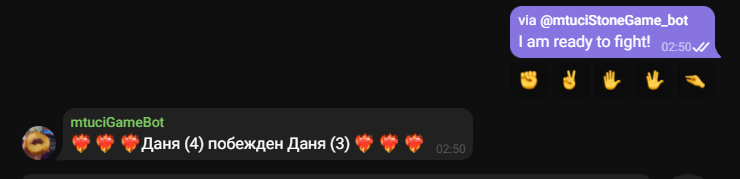 via @mtuciStoneGame_bot
I am ready to fight!
02:50
✊ ✌️ 🖐 🖖 🤏
mtuciGameBot
❤️‍🔥 ❤️‍🔥 ❤️‍🔥Даня (4) побежден Даня (3) ❤️‍🔥 ❤️‍🔥 ❤️‍🔥
02:50